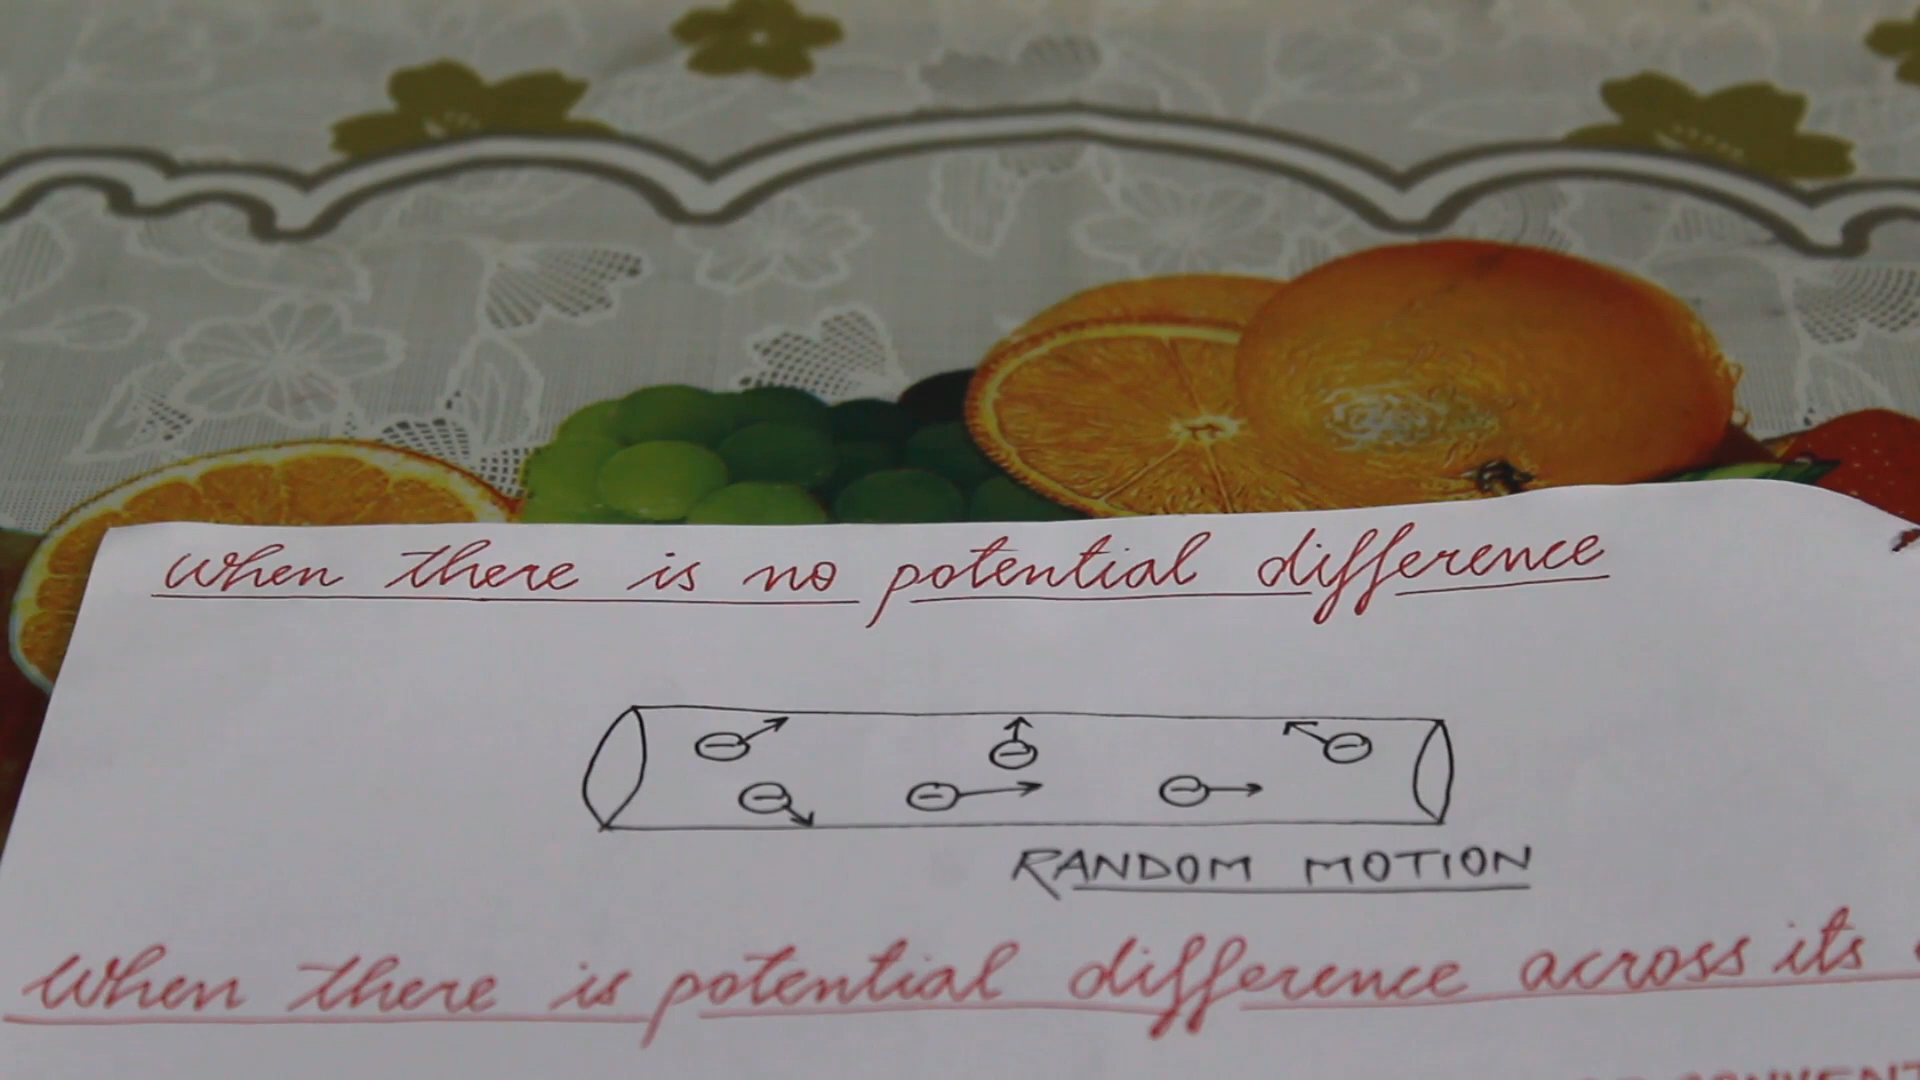 When there is no potential difference
RANDOM MOTION
When there is potential difference across its